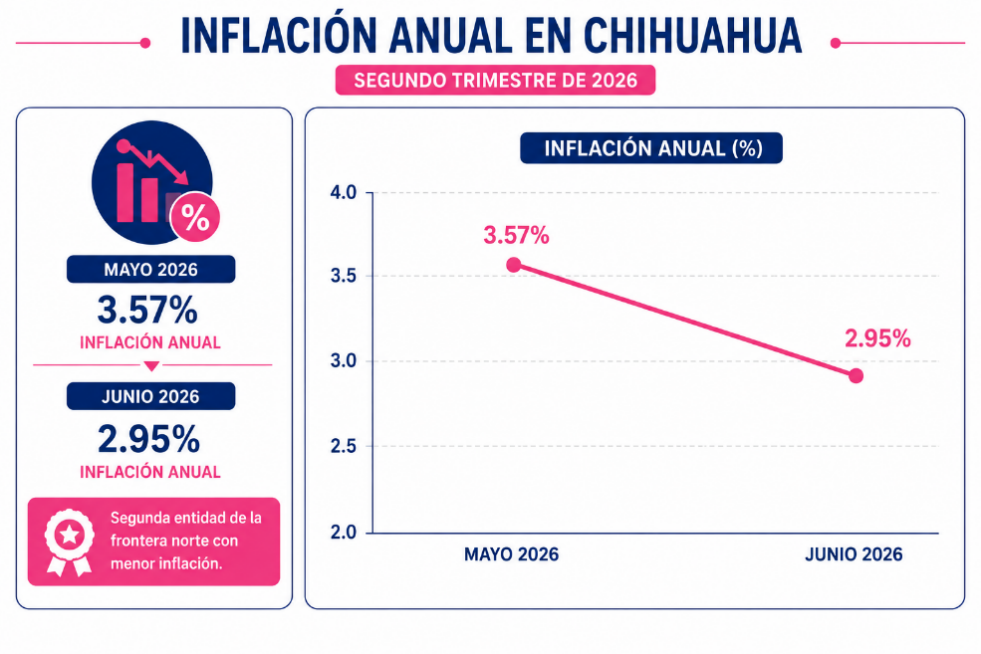 INFLACIÓN ANUAL EN CHIHUAHUA
SEGUNDO TRIMESTRE DE 2026
%
MAYO 2026
3.57%
INFLACIÓN ANUAL
JUNIO 2026
2.95%
INFLACIÓN ANUAL
Segunda entidad de la
frontera norte con
menor inflación.
INFLACIÓN ANUAL (%)
4.0
3.57%
3.5
2.95%
3.0
2.5
2.0
MAYO 2026
JUNIO 2026